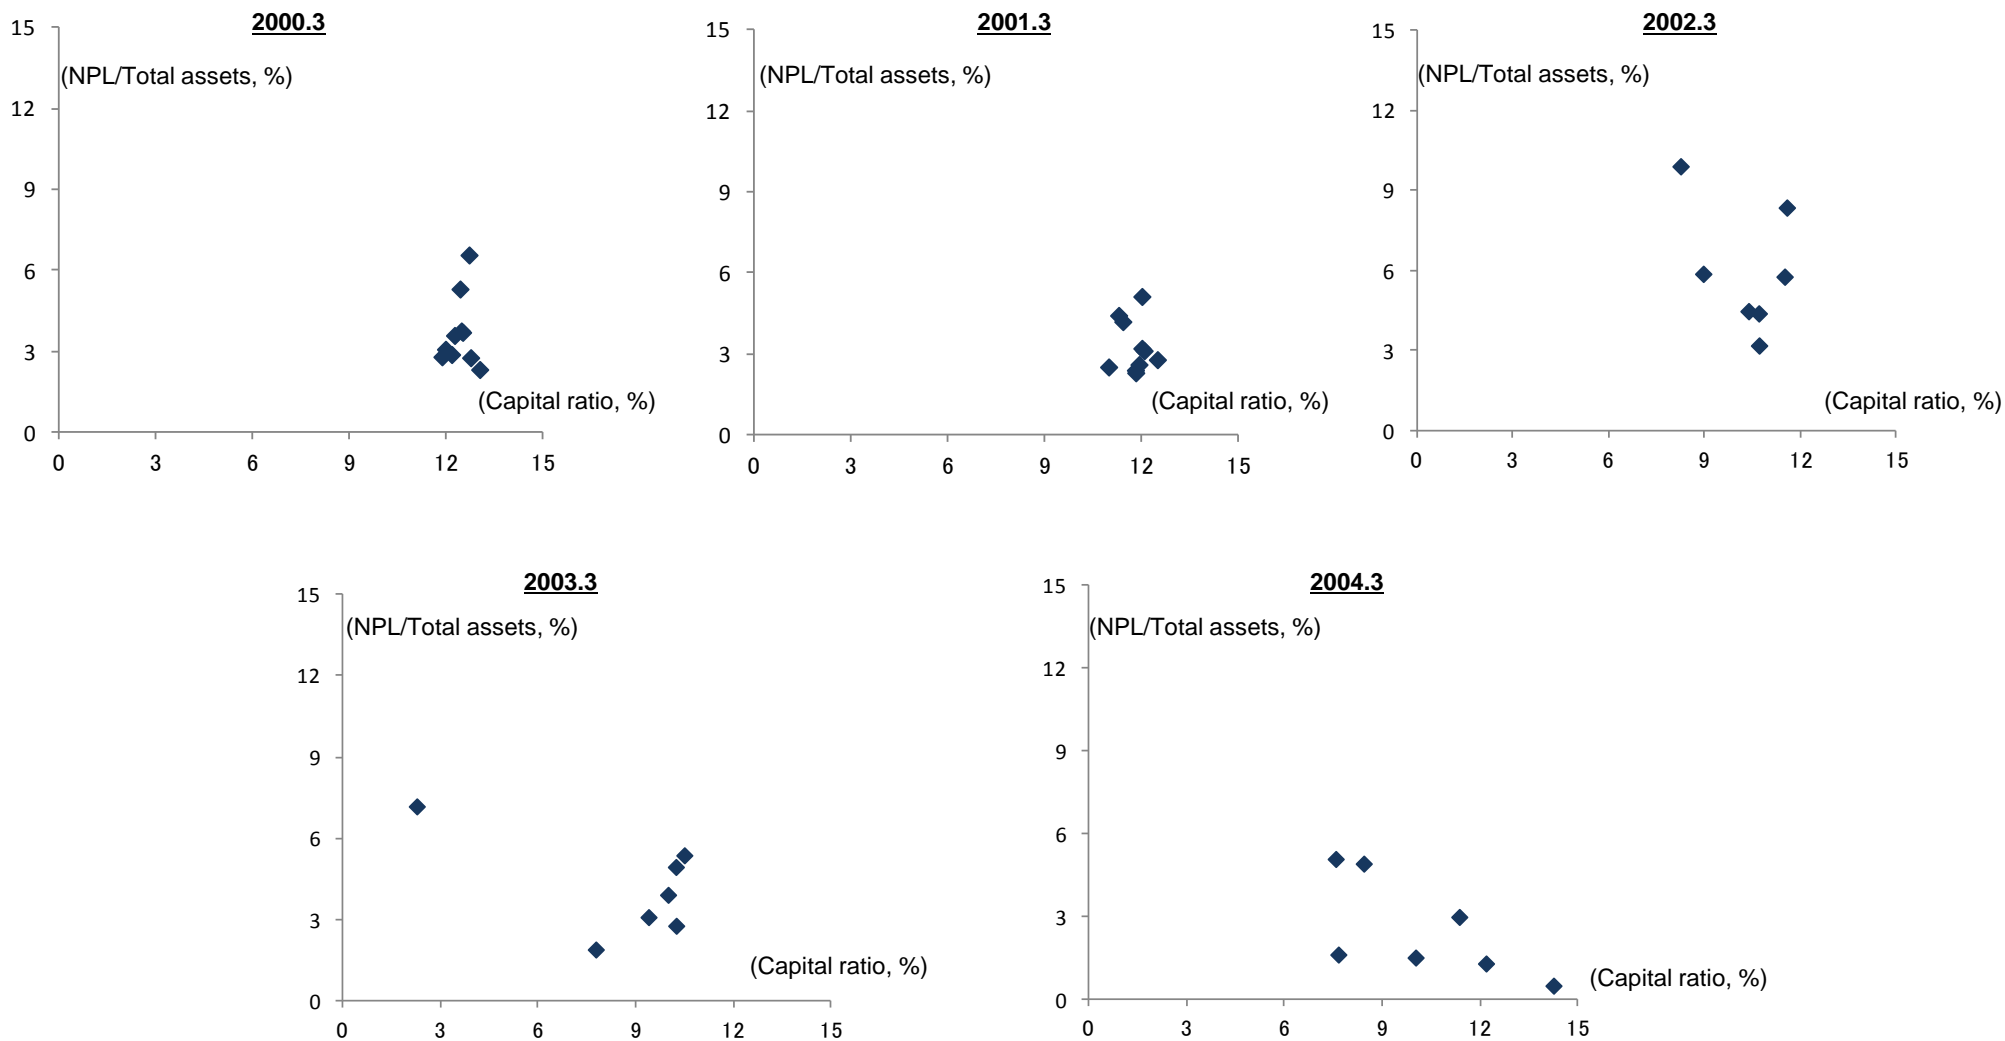 2000.3
(NPL/Total assets, %)
15
12
9
6
3
0
0 3 6 9 12 15
(Capital ratio, %)
2001.3
(NPL/Total assets, %)
15
12
9
6
3
0
0 3 6 9 12 15
(Capital ratio, %)
2002.3
(NPL/Total assets, %)
15
12
9
6
3
0
0 3 6 9 12 15
(Capital ratio, %)
2003.3
(NPL/Total assets, %)
15
12
9
6
3
0
0 3 6 9 12 15
(Capital ratio, %)
2004.3
(NPL/Total assets, %)
15
12
9
6
3
0
0 3 6 9 12 15
(Capital ratio, %)